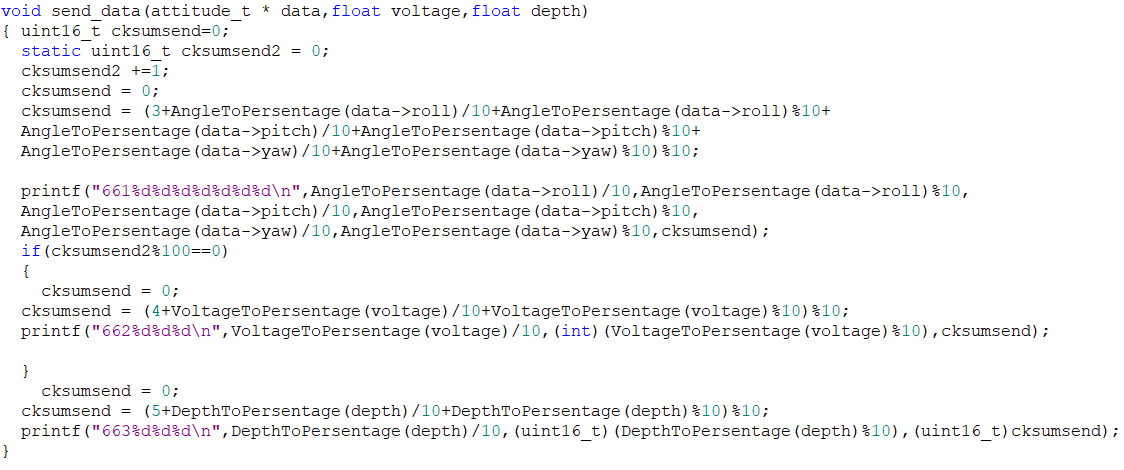 void send_data(attitude_t * data,float voltage,float depth)
{ uint16_t cksumsend=0;
  static uint16_t cksumsend2 = 0;
  cksumsend2 +=1;
  cksumsend = 0;
  cksumsend = (3+AngleToPersentage(data->roll)/10+AngleToPersentage(data->roll)%10+
  AngleToPersentage(data->pitch)/10+AngleToPersentage(data->pitch)%10+
  AngleToPersentage(data->yaw)/10+AngleToPersentage(data->yaw)%10)%10;

  printf("661%d%d%d%d%d%d%d\n",AngleToPersentage(data->roll)/10,AngleToPersentage(data->roll)%10,
  AngleToPersentage(data->pitch)/10,AngleToPersentage(data->pitch)%10,
  AngleToPersentage(data->yaw)/10,AngleToPersentage(data->yaw)%10,cksumsend);
  if(cksumsend2%100==0)
  {
    cksumsend = 0;
  cksumsend = (4+VoltageToPersentage(voltage)/10+VoltageToPersentage(voltage)%10)%10;
  printf("662%d%d%d\n",VoltageToPersentage(voltage)/10,(int)(VoltageToPersentage(voltage)%10),cksumsend);

  }
    cksumsend = 0;
  cksumsend = (5+DepthToPersentage(depth)/10+DepthToPersentage(depth)%10)%10;
  printf("663%d%d%d\n",DepthToPersentage(depth)/10,(uint16_t)(DepthToPersentage(depth)%10),(uint16_t)cksumsend);
}